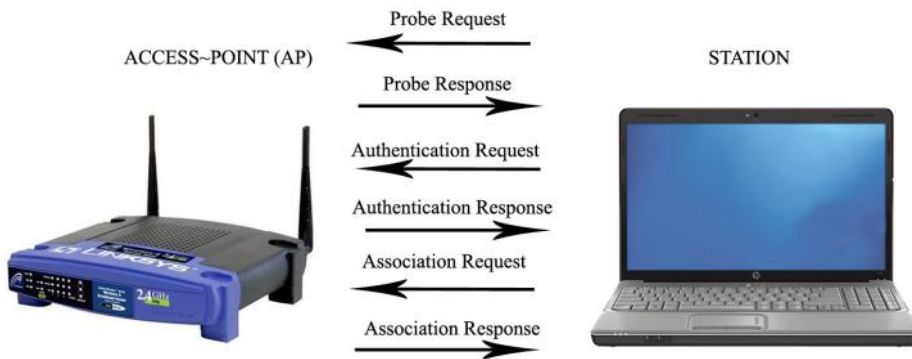 Probe Request
ACCESS~POINT (AP)
STATION
Probe Response
Authentication Request
Authentication Response
Association Request
Association Response
LINKSYS
2.4GHz